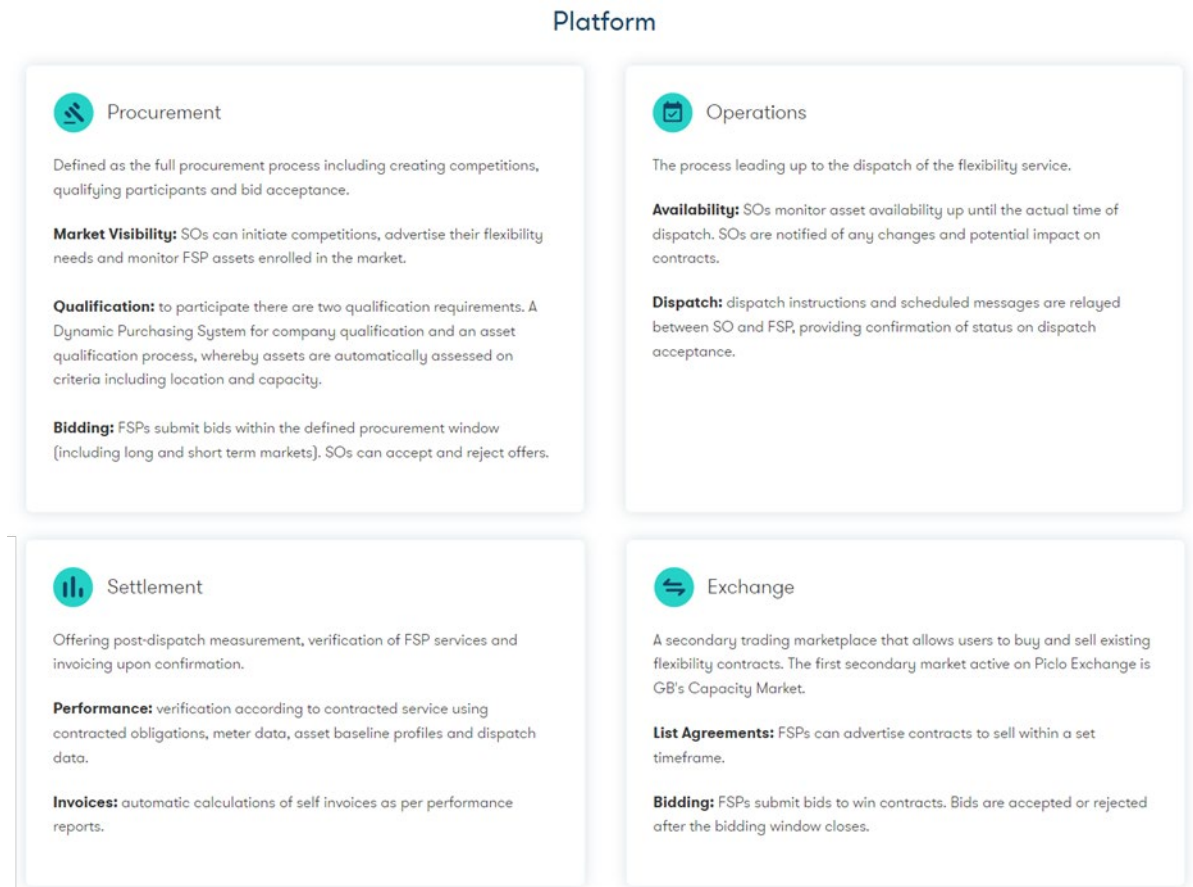 Platform
Procurement
Defined as the full procurement process including creating competitions,
qualifying participants and bid acceptance.
Market Visibility: SOs can initiate competitions, advertise their flexibility
needs and monitor FSP assets enrolled in the market.
Qualification: to participate there are two qualification requirements. A
Dynamic Purchasing System for company qualification and an asset
qualification process, whereby assets are automatically assessed on
criteria including location and capacity.
Bidding: FSPs submit bids within the defined procurement window
(including long and short term markets). SOs can accept and reject offers.
Operations
The process leading up to the dispatch of the flexibility service.
Availability: SOs monitor asset availability up until the actual time of
dispatch. SOs are notified of any changes and potential impact on
contracts.
Dispatch: dispatch instructions and scheduled messages are relayed
between SO and FSP, providing confirmation of status on dispatch
acceptance.
Settlement
Offering post-dispatch measurement, verification of FSP services and
invoicing upon confirmation.
Performance: verification according to contracted service using
contracted obligations, meter data, asset baseline profiles and dispatch
data.
Invoices: automatic calculations of self invoices as per performance
reports.
Exchange
A secondary trading marketplace that allows users to buy and sell existing
flexibility contracts. The first secondary market active on Piclo Exchange is
GB's Capacity Market.
List Agreements: FSPs can advertise contracts to sell within a set
timeframe.
Bidding: FSPs submit bids to win contracts. Bids are accepted or rejected
after the bidding window closes.